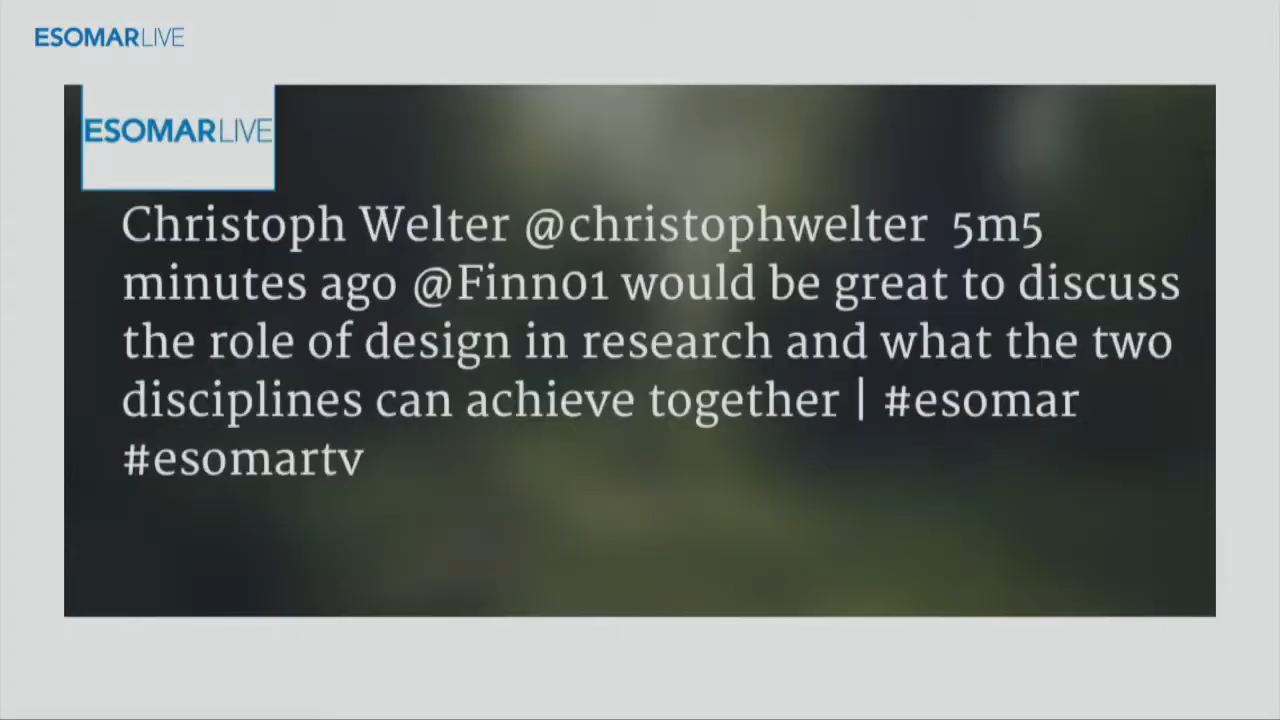 ESOMARLIVE
ESOMARLIVE
Christoph Welter @christophwelter 5m5
minutes ago @Finn01 would be great to discuss
the role of design in research and what the two
disciplines can achieve together | #esomar
#esomartv